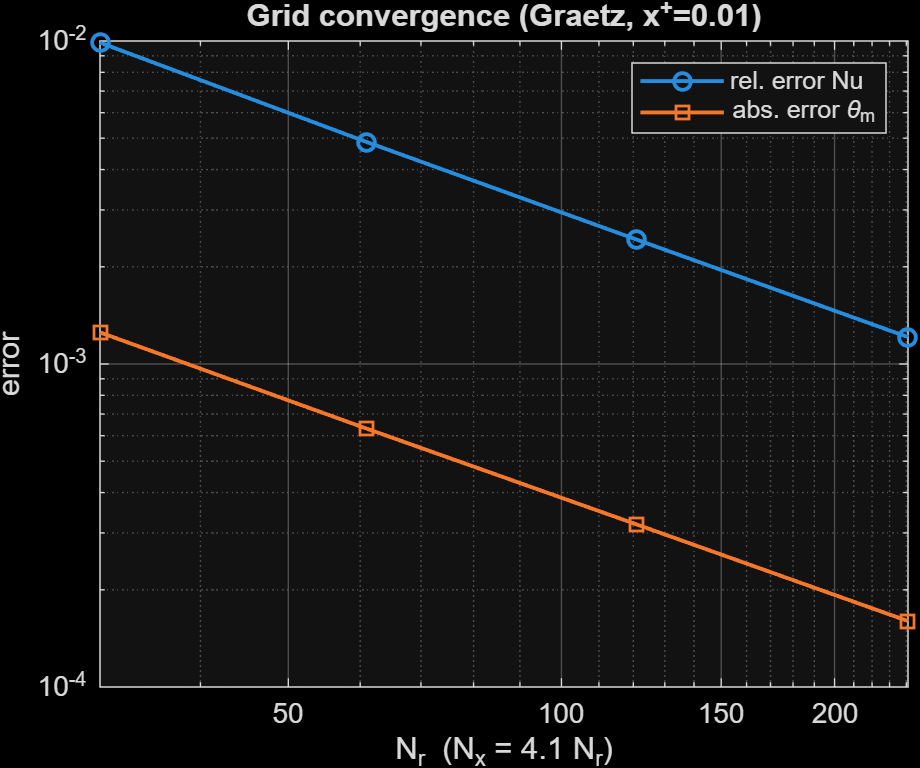 Grid convergence (Graetz, x⁺=0.01)
rel. error Nu
abs. error θₘ
10⁻²
10⁻³
10⁻⁴
error
50 100 150 200
Nᵣ (Nₓ = 4.1 Nᵣ)